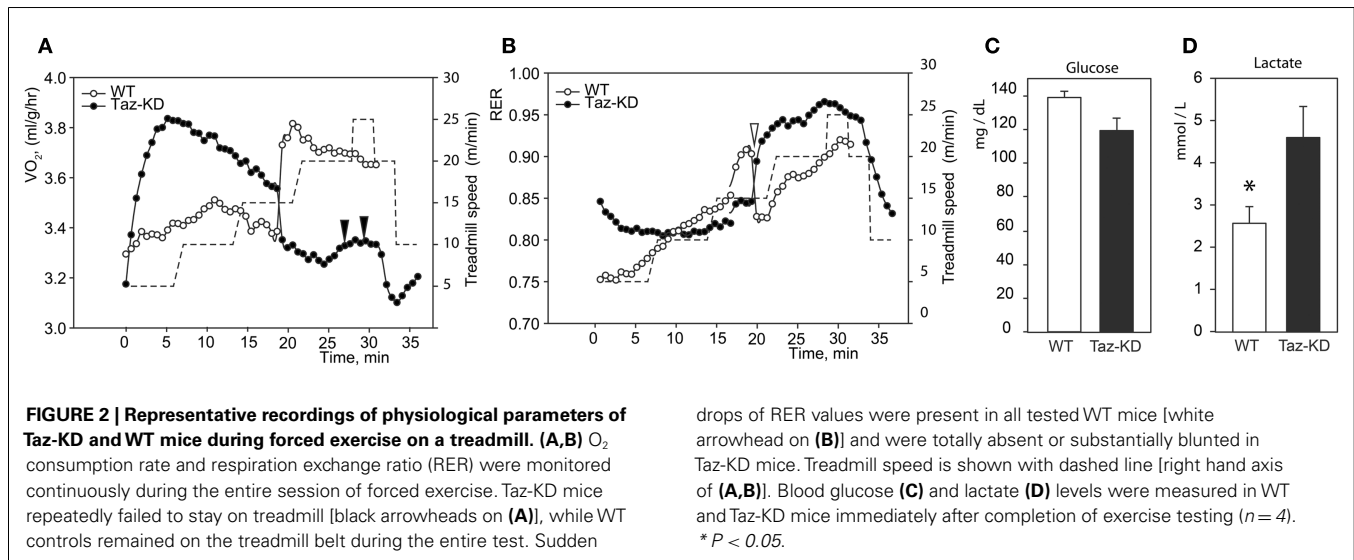 A
4.0
3.8
3.6
3.4
3.2
3.0
VO2, (ml/g/hr)
WT
Taz-KD
30
25
20
15
10
5
Treadmill speed (m/min)
0 5 10 15 20 25 30 35
Time, min
B
1.00
0.95
0.90
0.85
0.80
0.75
0.70
RER
WT
Taz-KD
30
25
20
15
10
5
0
Treadmill speed (m/min)
0 5 10 15 20 25 30 35
Time, min
C
Glucose
mg / dL
140
120
100
80
60
40
20
0
WT Taz-KD
D
Lactate
mmol / L
6
5
4
3
2
1
0
*
WT Taz-KD
FIGURE 2 | Representative recordings of physiological parameters of
Taz-KD and WT mice during forced exercise on a treadmill. (A,B) O2
consumption rate and respiration exchange ratio (RER) were monitored
continuously during the entire session of forced exercise. Taz-KD mice
repeatedly failed to stay on treadmill [black arrowheads on (A)], while WT
controls remained on the treadmill belt during the entire test. Sudden
drops of RER values were present in all tested WT mice [white
arrowhead on (B)] and were totally absent or substantially blunted in
Taz-KD mice. Treadmill speed is shown with dashed line [right hand axis
of (A,B)]. Blood glucose (C) and lactate (D) levels were measured in WT
and Taz-KD mice immediately after completion of exercise testing (n = 4).
*P < 0.05.